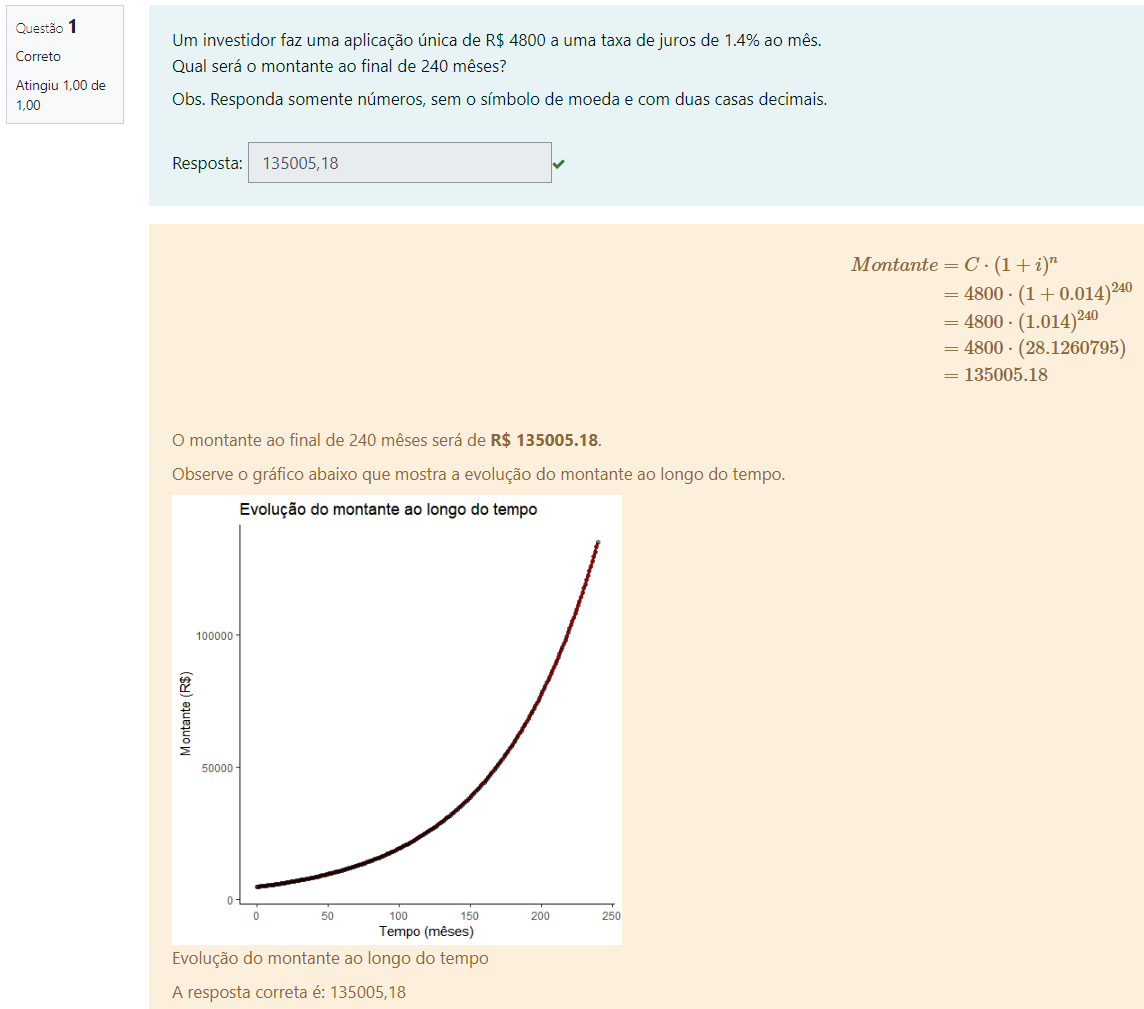 Questão 1
Correto
Atingiu 1,00 de
1,00
Um investidor faz uma aplicação única de R$ 4800 a uma taxa de juros de 1.4% ao mês.
Qual será o montante ao final de 240 mêses?
Obs. Responda somente números, sem o símbolo de moeda e com duas casas decimais.
Resposta: 135005,18
Montante = C · (1 + i)^n
= 4800 · (1 + 0.014)^240
= 4800 · (1.014)^240
= 4800 · (28.1260795)
= 135005.18
O montante ao final de 240 mêses será de R$ 135005.18.
Observe o gráfico abaixo que mostra a evolução do montante ao longo do tempo.
Evolução do montante ao longo do tempo
100000
50000
0
Montante (R$)
0 50 100 150 200 250
Tempo (mêses)
Evolução do montante ao longo do tempo
A resposta correta é: 135005,18